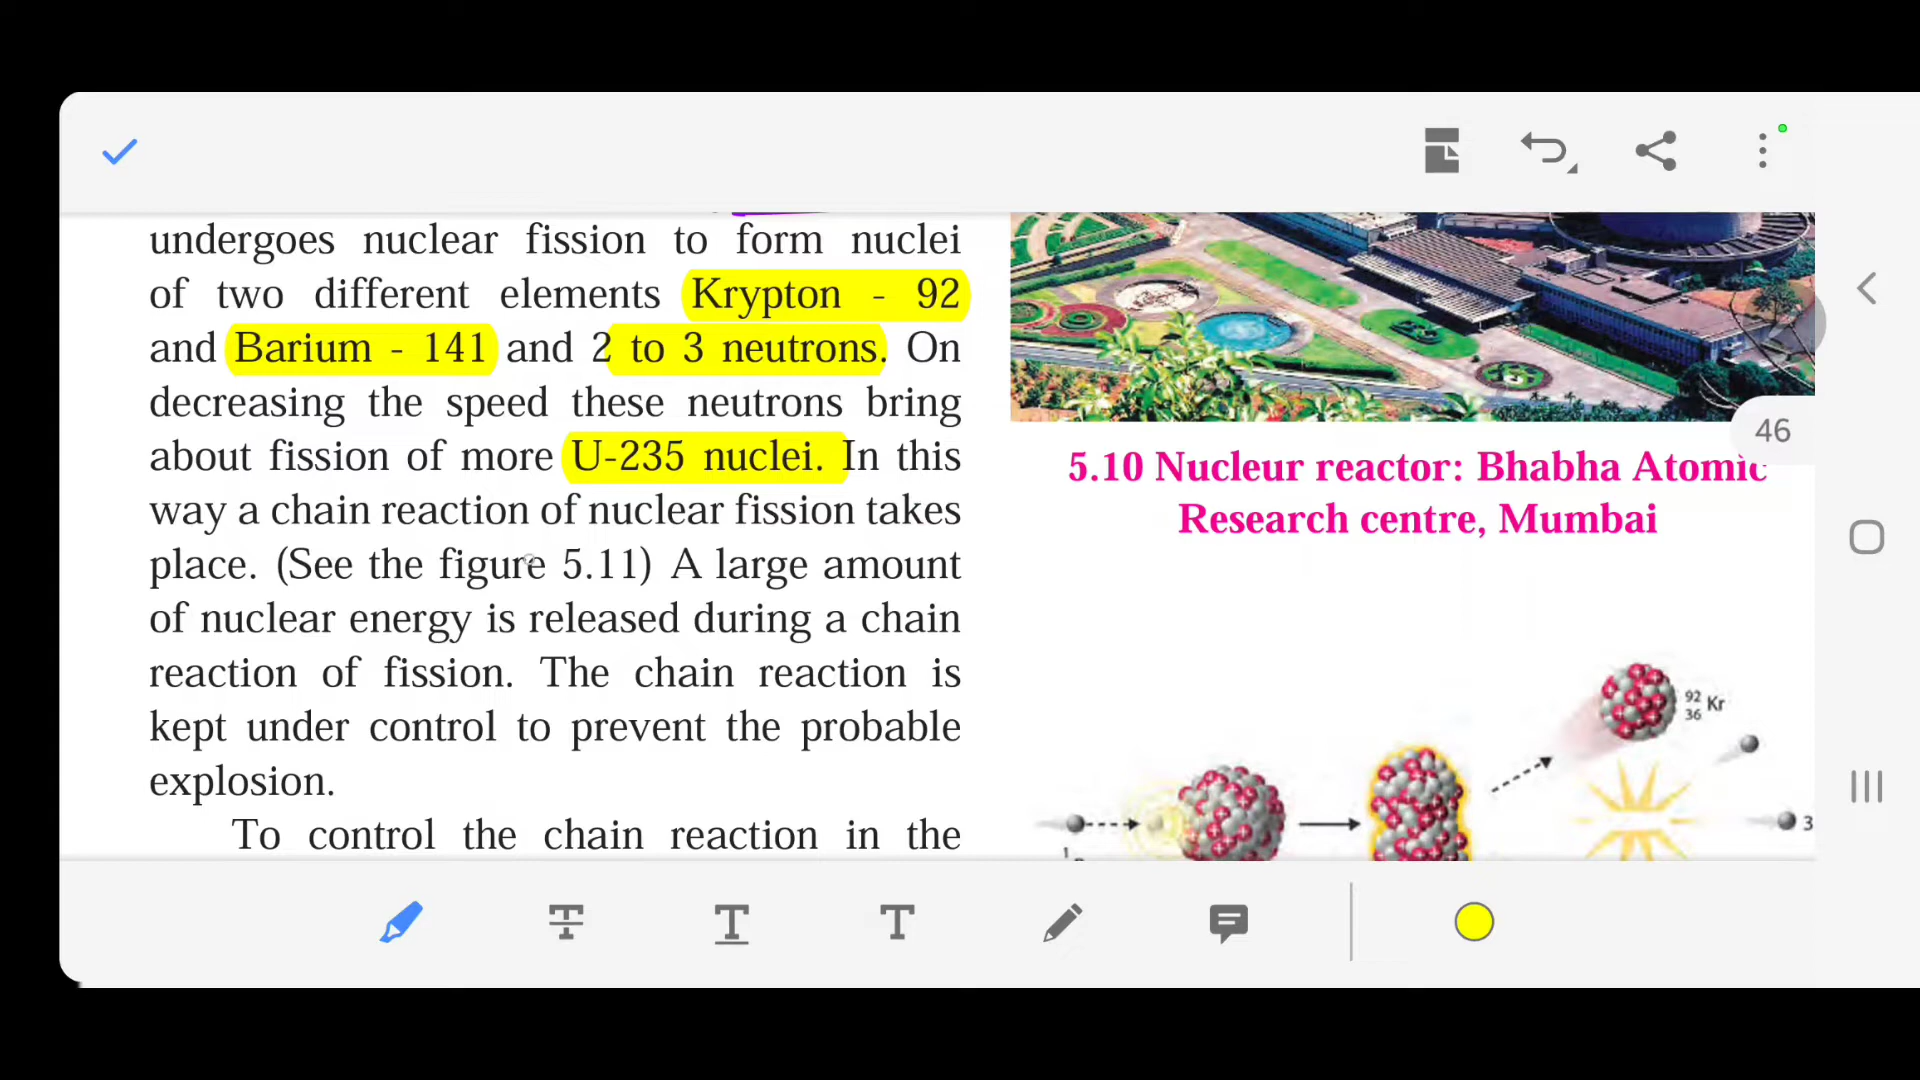 undergoes nuclear fission to form nuclei
of two different elements Krypton - 92
and Barium - 141 and 2 to 3 neutrons. On
decreasing the speed these neutrons bring
about fission of more U-235 nuclei. In this
way a chain reaction of nuclear fission takes
place. (See the figure 5.11) A large amount
of nuclear energy is released during a chain
reaction of fission. The chain reaction is
kept under control to prevent the probable
explosion.
To control the chain reaction in the
46
5.10 Nucleur reactor: Bhabha Atomic
Research centre, Mumbai
92
36 Kr
3
1